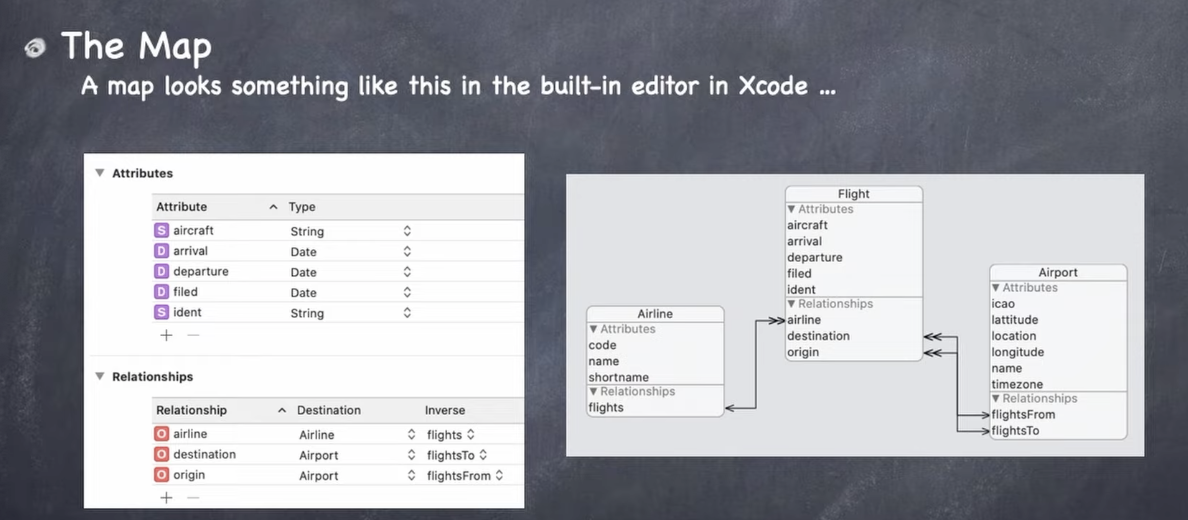 The Map
A map looks something like this in the built-in editor in Xcode ...
Attributes
Attribute Type
S aircraft String
D arrival Date
D departure Date
D filed Date
S ident String
+ −
Relationships
Relationship Destination Inverse
O airline Airline flights
O destination Airport flightsTo
O origin Airport flightsFrom
+ −
Airline
Attributes
code
name
shortname
Relationships
flights
Flight
Attributes
aircraft
arrival
departure
filed
ident
Relationships
airline
destination
origin
Airport
Attributes
icao
lattitude
location
longitude
name
timezone
Relationships
flightsFrom
flightsTo